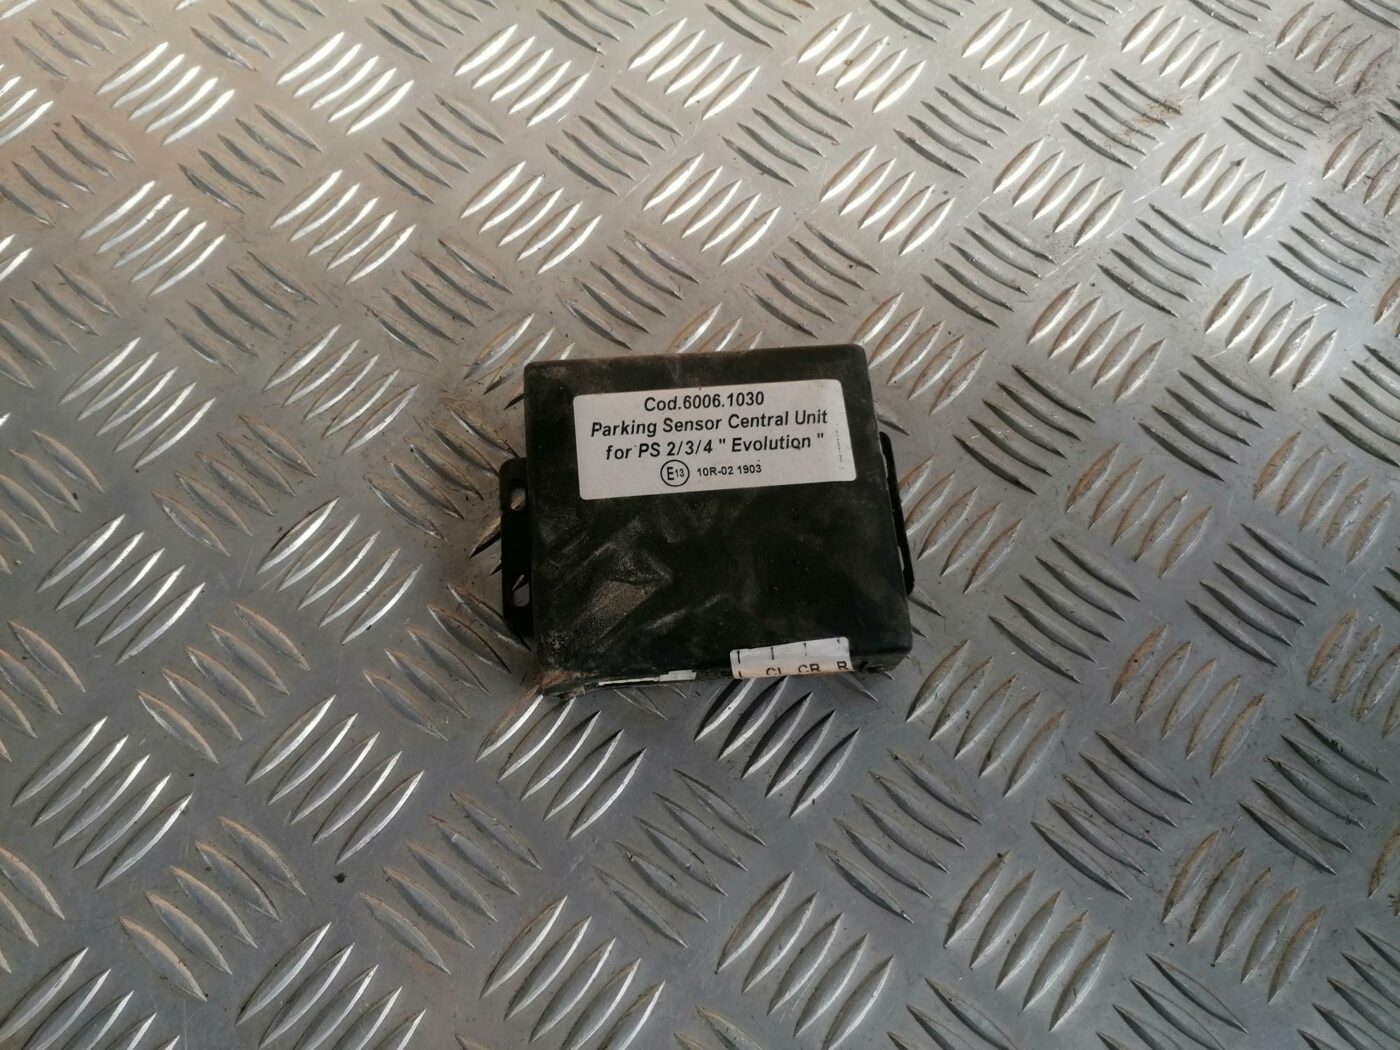 Cod.6006.1030
Parking Sensor Central Unit
for PS 2/3/4 " Evolution "
E13 10R-02 1903
L CL CR R